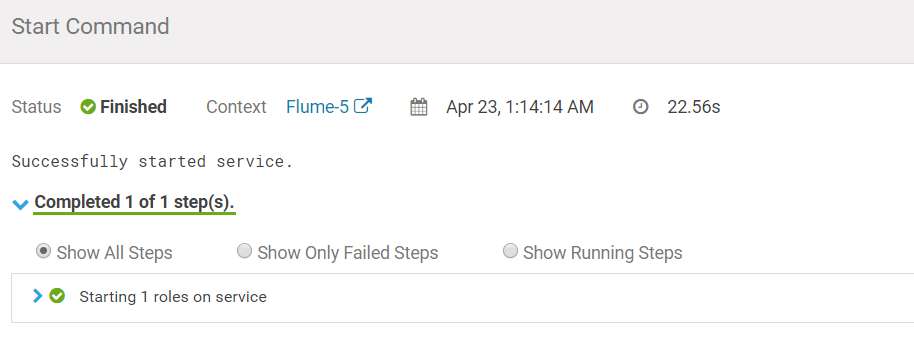 Start Command
Status Finished Context Flume-5 Apr 23, 1:14:14 AM 22.56s
Successfully started service.
Completed 1 of 1 step(s).
Show All Steps Show Only Failed Steps Show Running Steps
Starting 1 roles on service